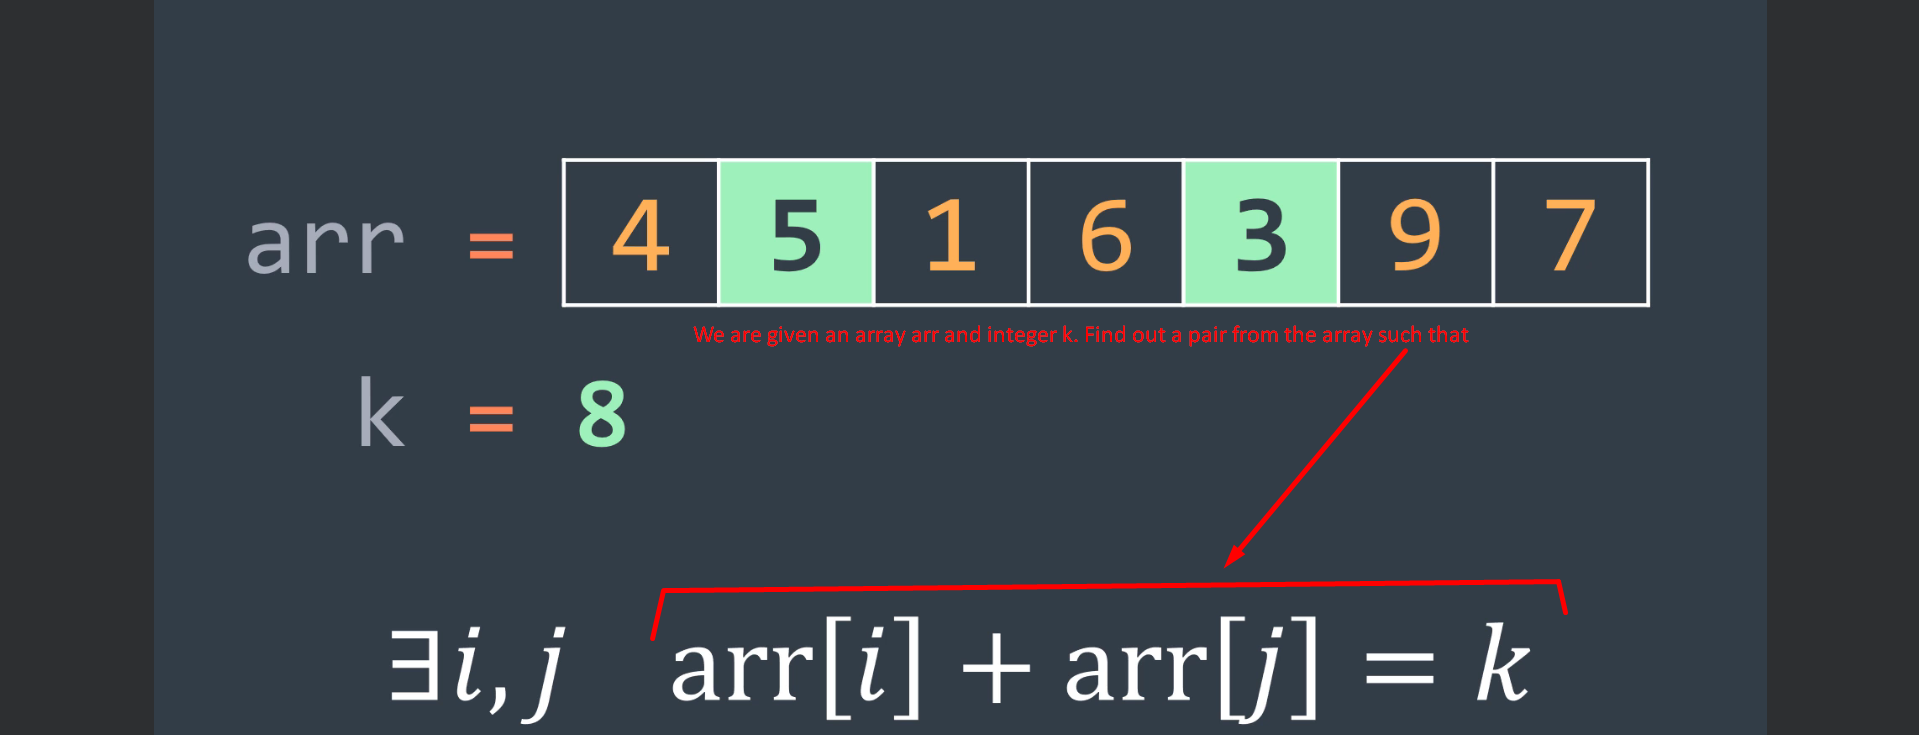 arr = 4 5 1 6 3 9 7
We are given an array arr and integer k. Find out a pair from the array such that
k = 8
∃i, j arr[i] + arr[j] = k